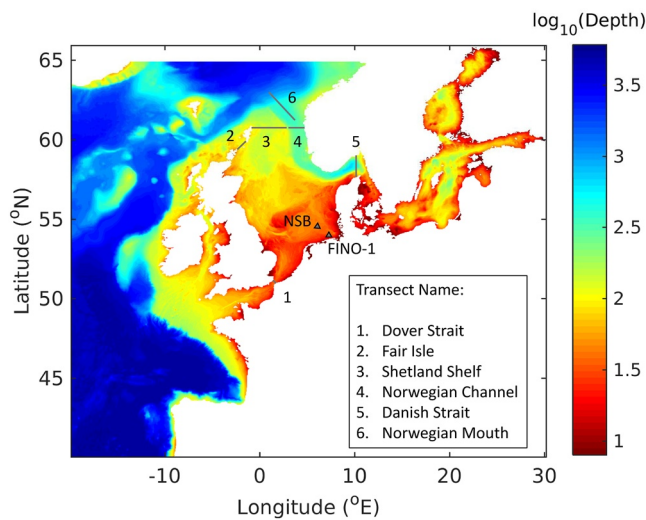 log10(Depth)
65
60
55
50
45
Latitude (oN)
-10
0
10
20
30
Longitude (oE)
6
2
3
4
5
NSB
FINO-1
1
Transect Name:
1. Dover Strait
2. Fair Isle
3. Shetland Shelf
4. Norwegian Channel
5. Danish Strait
6. Norwegian Mouth
3.5
3
2.5
2
1.5
1